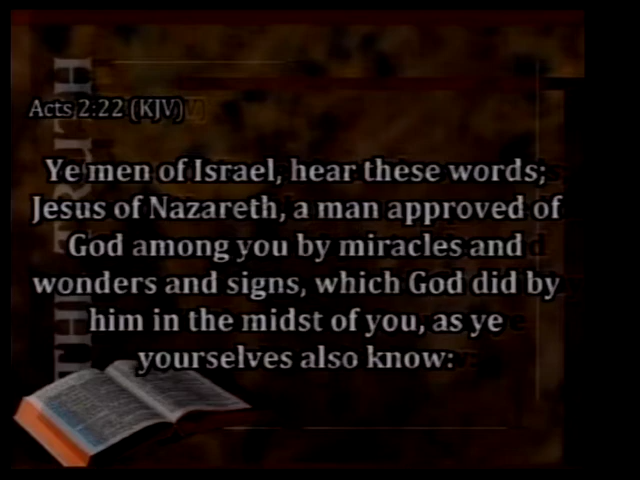 Acts 2:22 (KJV)
Ye men of Israel, hear these words;
Jesus of Nazareth, a man approved of
God among you by miracles and
wonders and signs, which God did by
him in the midst of you, as ye
yourselves also know:
THE TRUTH